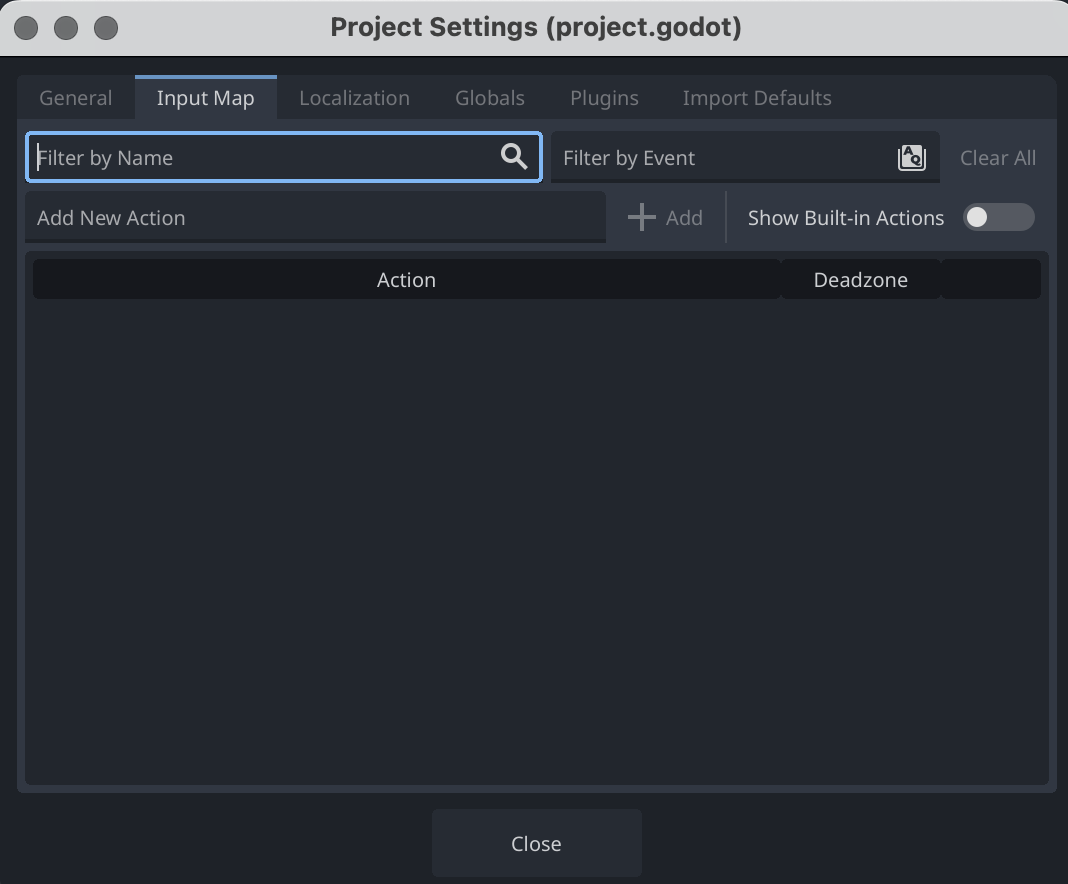 Project Settings (project.godot)
General Input Map Localization Globals Plugins Import Defaults
Filter by Name Filter by Event Clear All
Add New Action Add Show Built-in Actions
Action Deadzone
Close